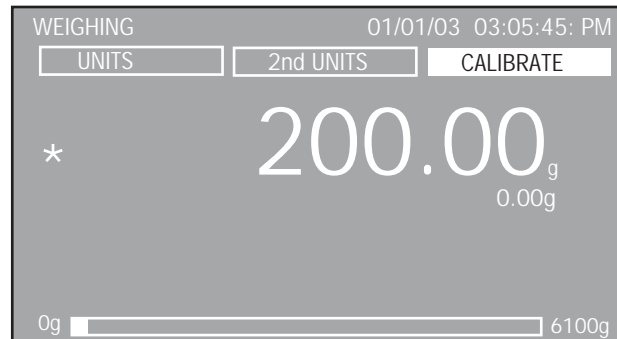 WEIGHING 01/01/03 03:05:45: PM
UNITS 2nd UNITS CALIBRATE
* 200.00 g
0.00g
0g 6100g